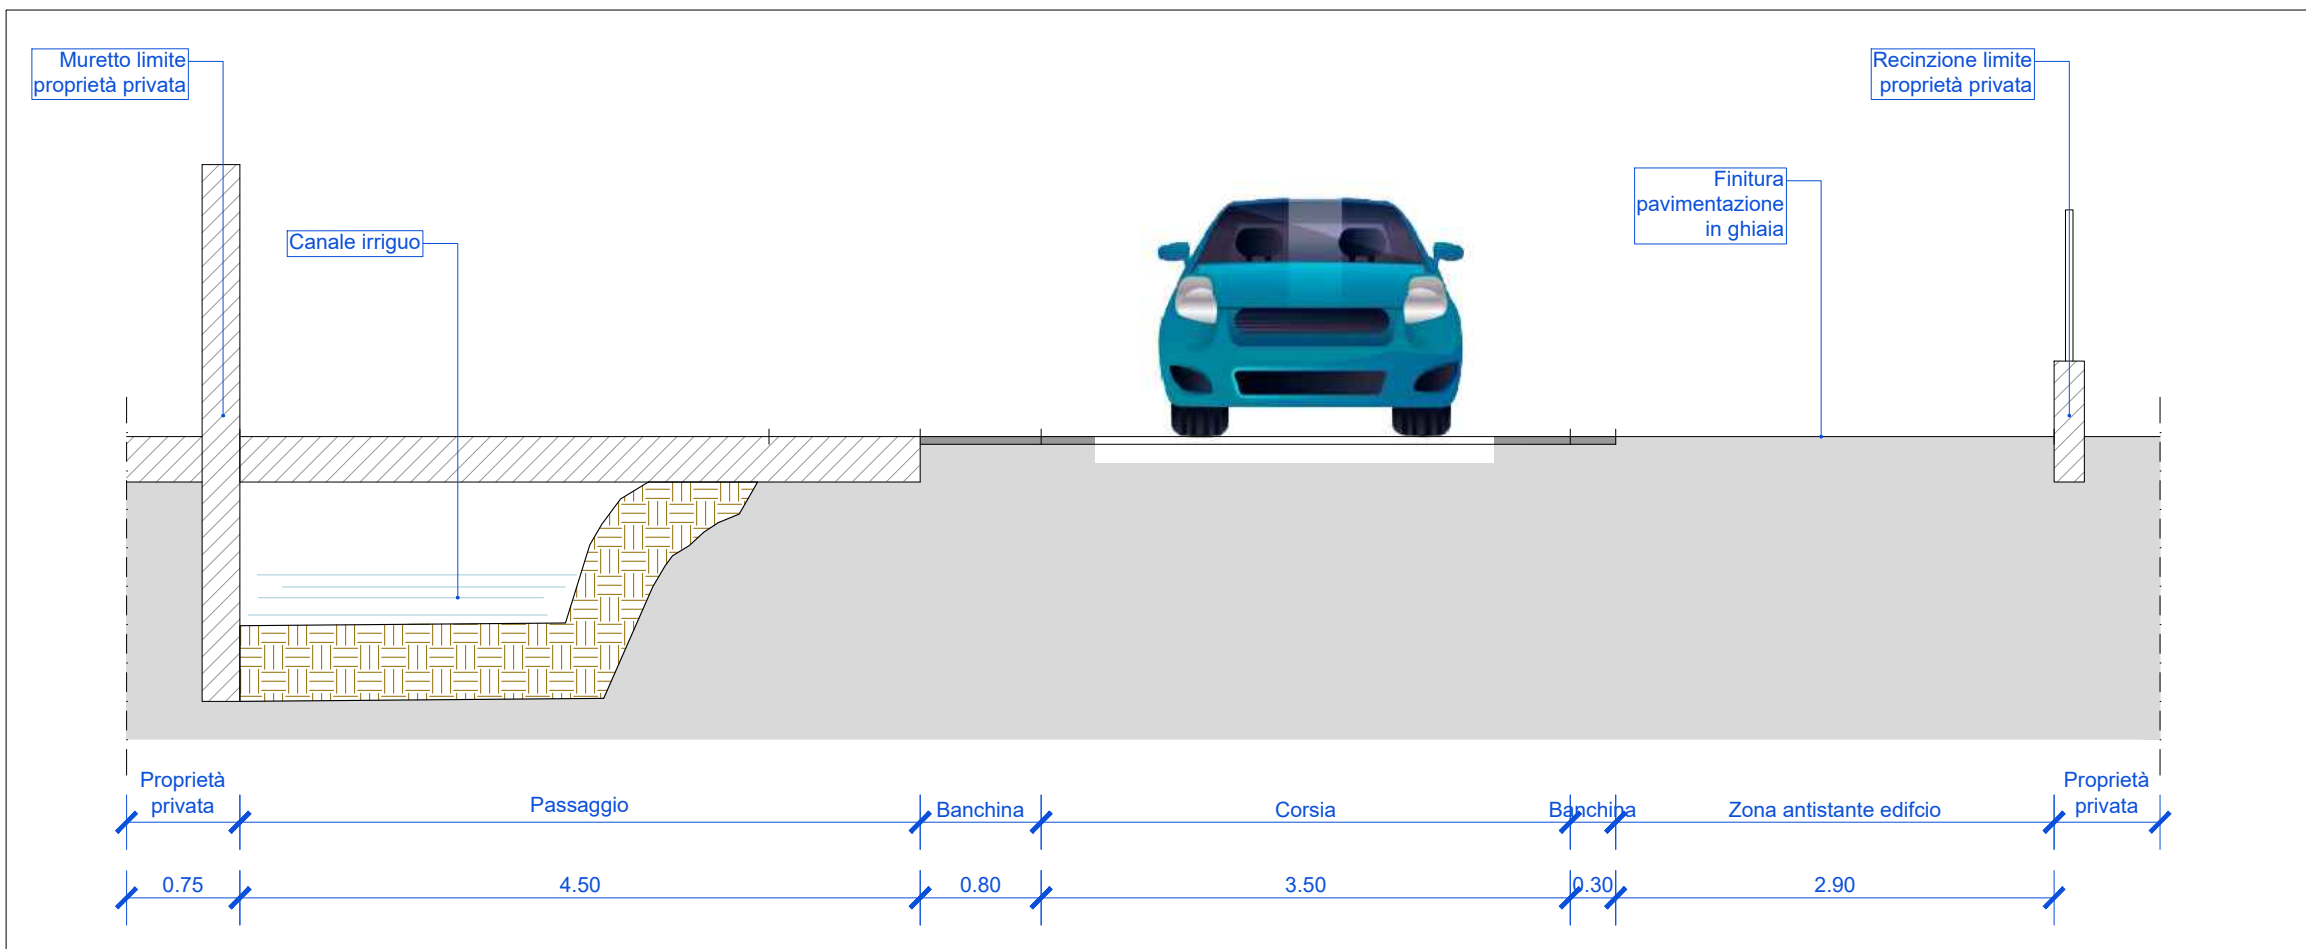 Muretto limite
proprietà privata
Recinzione limite
proprietà privata
Finitura
pavimentazione
in ghiaia
Canale irriguo
Proprietà
privata
Passaggio
Banchina
Corsia
Banchina
Zona antistante edifcio
Proprietà
privata
0.75
4.50
0.80
3.50
0.30
2.90